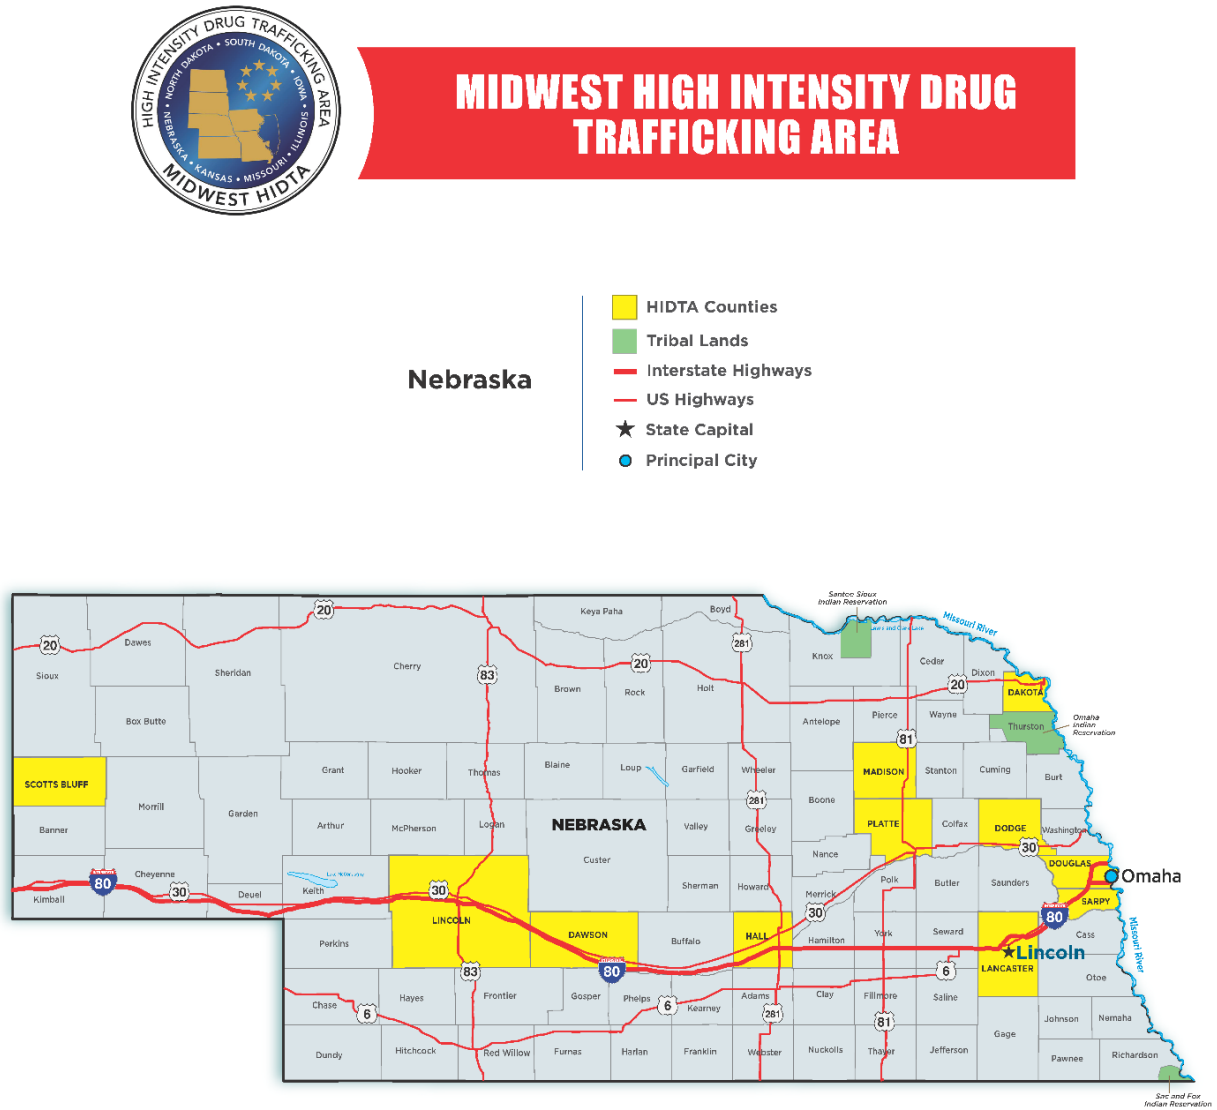 HIGH INTENSITY DRUG TRAFFICKING AREA
NORTH DAKOTA • SOUTH DAKOTA • IOWA • ILLINOIS • MISSOURI • KANSAS • NEBRASKA •
MIDWEST HIDTA
MIDWEST HIGH INTENSITY DRUG
TRAFFICKING AREA
Nebraska
HIDTA Counties
Tribal Lands
Interstate Highways
US Highways
State Capital
Principal City
Santee Sioux
Indian Reservation
Missouri River
20
Keya Paha
Boyd
Lewis and Clark Lake
20
Dawes
281
Knox
Cedar
Sioux
Sheridan
Cherry
83
20
Dixon
Brown
Rock
Holt
20
DAKOTA
Box Butte
Antelope
Pierce
Wayne
Thurston
Omaha
Indian
Reservation
81
SCOTTS BLUFF
Grant
Hooker
Thomas
Blaine
Loup
Garfield
Wheeler
MADISON
Stanton
Cuming
Burt
Morrill
Garden
281
Boone
Banner
Arthur
McPherson
Logan
NEBRASKA
Valley
Greeley
PLATTE
Colfax
DODGE
Washington
30
Custer
Nance
DOUGLAS
Cheyenne
80
30
Kimball
Deuel
Keith
30
Sherman
Howard
Merrick
Polk
Butler
Saunders
Omaha
SARPY
30
80
LINCOLN
DAWSON
HALL
Hamilton
York
Seward
Cass
Missouri River
Perkins
Buffalo
Lincoln
LANCASTER
83
80
6
Otoe
Chase
6
Hayes
Frontier
Gosper
Phelps
6
Kearney
Adams
281
Clay
Fillmore
81
Saline
Johnson
Nemaha
Gage
Dundy
Hitchcock
Red Willow
Furnas
Harlan
Franklin
Webster
Nuckolls
Thayer
Jefferson
Pawnee
Richardson
Sac and Fox
Indian Reservation